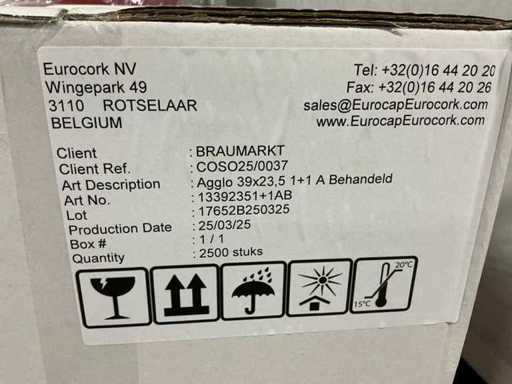 Eurocork NV
Wingepark 49
3110 ROTSELAAR
BELGIUM
Tel: +32(0)16 44 20 20
Fax: +32(0)16 44 20 26
sales@EurocapEurocork.com
www.EurocapEurocork.com
Client : BRAUMARKT
Client Ref. : COSO25/0037
Art Description : Agglo 39x23,5 1+1 A Behandeld
Art No. : 13392351+1AB
Lot : 17652B250325
Production Date : 25/03/25
Box # : 1 / 1
Quantity : 2500 stuks
20°C
15°C